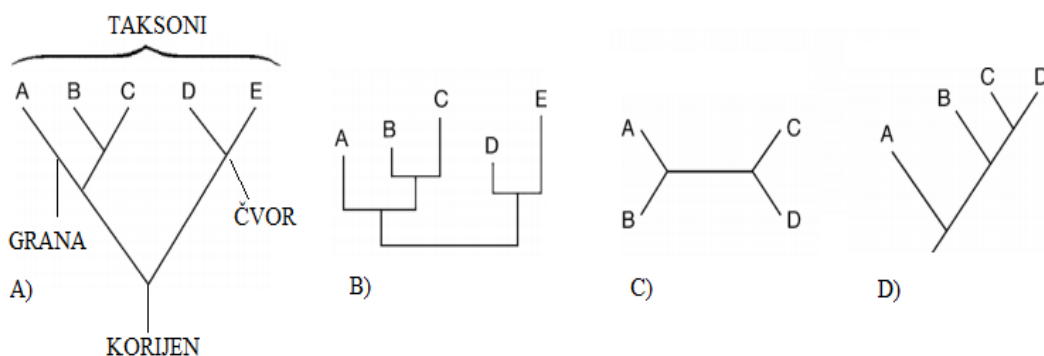 TAKSONI
A B C D E
GRANA
ČVOR
KORIJEN
A)
A B C D E
B)
A C
B D
C)
A B C D
D)